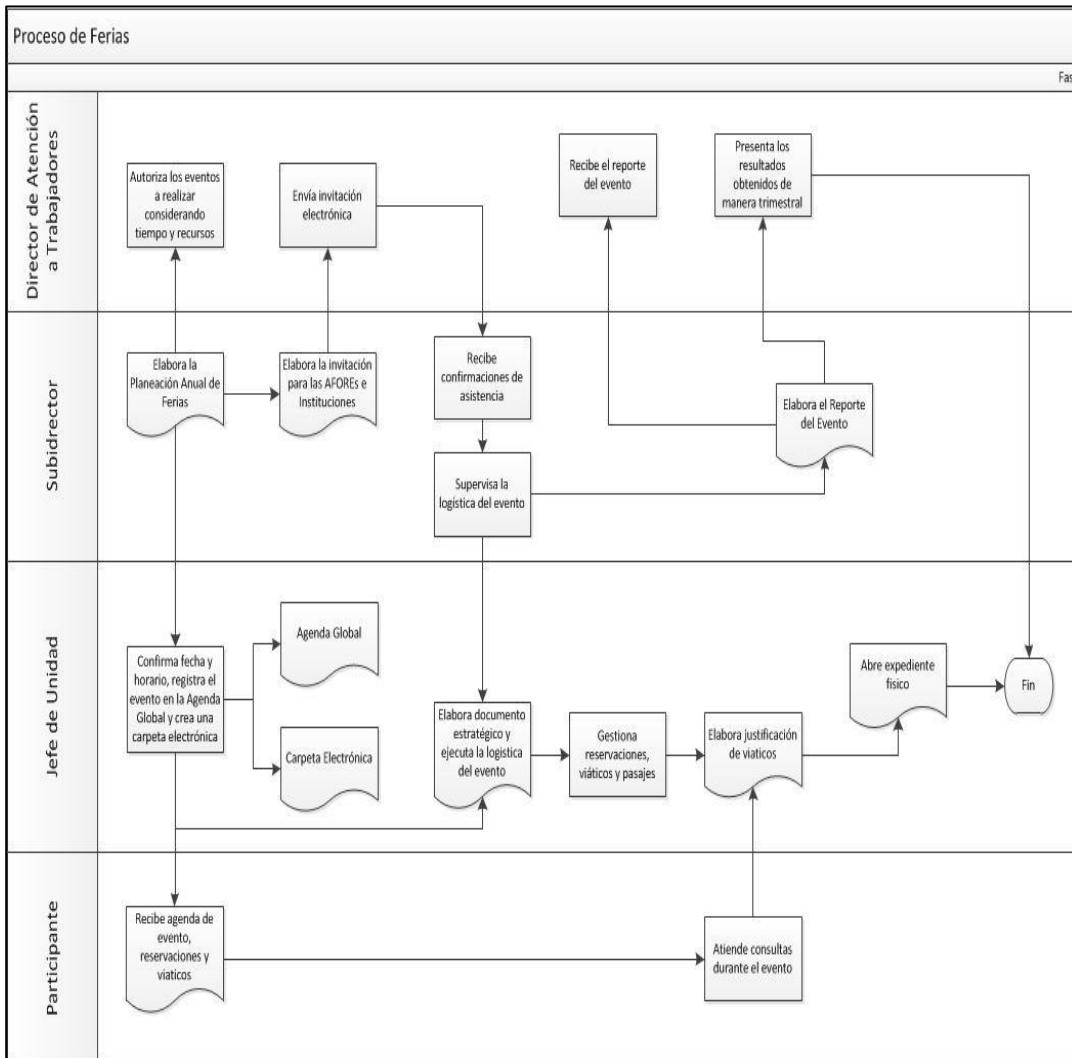 Proceso de Ferias
Fas
Director de Atención
a Trabajadores
Autoriza los eventos
a realizar
considerando
tiempo y recursos
Envía invitación
electrónica
Recibe el reporte
del evento
Presenta los
resultados
obtenidos de
manera trimestral
Subidrector
Elabora la
Planeación Anual de
Ferias
Elabora la invitación
para las AFOREs e
Instituciones
Recibe
confirmaciones de
asistencia
Supervisa la
logística del evento
Elabora el Reporte
del Evento
Jefe de Unidad
Confirma fecha y
horario, registra el
evento en la Agenda
Global y crea una
carpeta electrónica
Agenda Global
Carpeta Electrónica
Elabora documento
estratégico y
ejecuta la logistica
del evento
Gestiona
reservaciones,
viáticos y pasajes
Elabora justificación
de viaticos
Abre expediente
fisico
Fin
Participante
Recibe agenda de
evento,
reservaciones y
viaticos
Atiende consultas
durante el evento